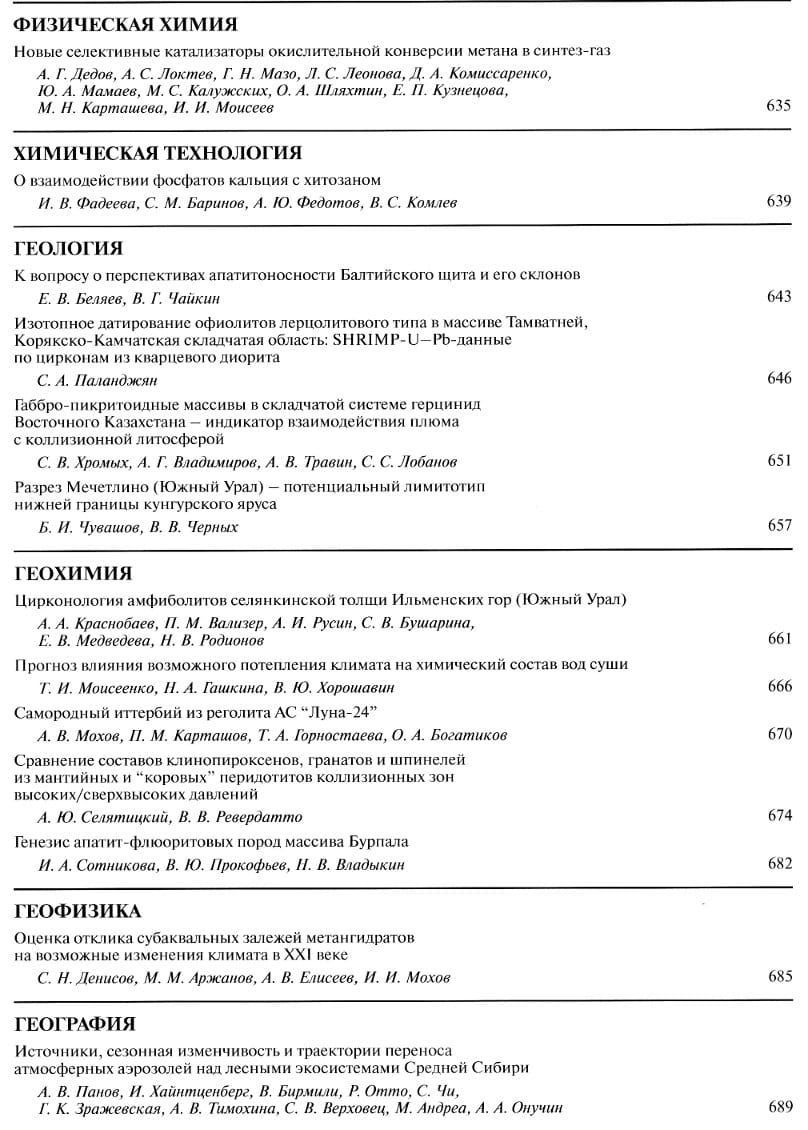 ФИЗИЧЕСКАЯ ХИМИЯ
Новые селективные катализаторы окислительной конверсии метана в синтез-газ
А. Г. Дедов, А. С. Локтев, Г. Н. Мазо, Л. С. Леонова, Д. А. Комиссаренко,
Ю. А. Мамаев, М. С. Калужских, О. А. Шляхтин, Е. П. Кузнецова,
М. Н. Карташева, И. И. Моисеев 635
ХИМИЧЕСКАЯ ТЕХНОЛОГИЯ
О взаимодействии фосфатов кальция с хитозаном
И. В. Фадеева, С. М. Баринов, А. Ю. Федотов, В. С. Комлев 639
ГЕОЛОГИЯ
К вопросу о перспективах апатитоносности Балтийского щита и его склонов
Е. В. Беляев, В. Г. Чайкин 643
Изотопное датирование офиолитов лерцолитового типа в массиве Тамватней,
Корякско-Камчатская складчатая область: SHRIMP-U–Pb-данные
по цирконам из кварцевого диорита
С. А. Паланджян 646
Габбро-пикритоидные массивы в складчатой системе герцинид
Восточного Казахстана – индикатор взаимодействия плюма
с коллизионной литосферой
С. В. Хромых, А. Г. Владимиров, А. В. Травин, С. С. Лобанов 651
Разрез Мечетлино (Южный Урал) – потенциальный лимитотип
нижней границы кунгурского яруса
Б. И. Чувашов, В. В. Черных 657
ГЕОХИМИЯ
Цирконология амфиболитов селянкинской толщи Ильменских гор (Южный Урал)
А. А. Краснобаев, П. М. Вализер, А. И. Русин, С. В. Бушарина,
Е. В. Медведева, Н. В. Родионов 661
Прогноз влияния возможного потепления климата на химический состав вод суши
Т. И. Моисеенко, Н. А. Гашкина, В. Ю. Хорошавин 666
Самородный иттербий из реголита АС “Луна-24”
А. В. Мохов, П. М. Карташов, Т. А. Горностаева, О. А. Богатиков 670
Сравнение составов клинопироксенов, гранатов и шпинелей
из мантийных и “коровых” перидотитов коллизионных зон
высоких/сверхвысоких давлений
А. Ю. Селятицкий, В. В. Ревердатто 674
Генезис апатит-флюоритовых пород массива Бурпала
И. А. Сотникова, В. Ю. Прокофьев, Н. В. Владыкин 682
ГЕОФИЗИКА
Оценка отклика субаквальных залежей метангидратов
на возможные изменения климата в XXI веке
С. Н. Денисов, М. М. Аржанов, А. В. Елисеев, И. И. Мохов 685
ГЕОГРАФИЯ
Источники, сезонная изменчивость и траектории переноса
атмосферных аэрозолей над лесными экосистемами Средней Сибири
А. В. Панов, И. Хайнтценберг, В. Бирмили, Р. Отто, С. Чи,
Г. К. Зражевская, А. В. Тимохина, С. В. Верховец, М. Андреа, А. А. Онучин 689